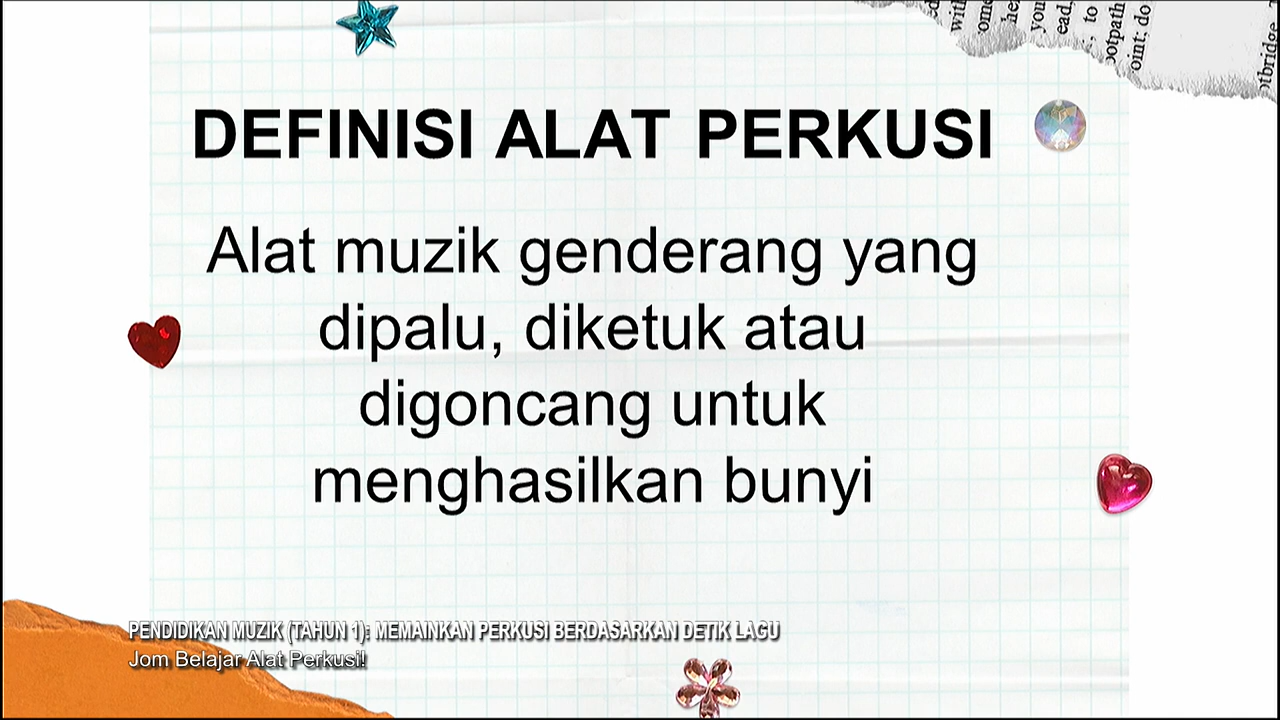 DEFINISI ALAT PERKUSI
Alat muzik genderang yang
dipalu, diketuk atau
digoncang untuk
menghasilkan bunyi
PENDIDIKAN MUZIK (TAHUN 1): MEMAINKAN PERKUSI BERDASARKAN DETIK LAGU
Jom Belajar Alat Perkusi!